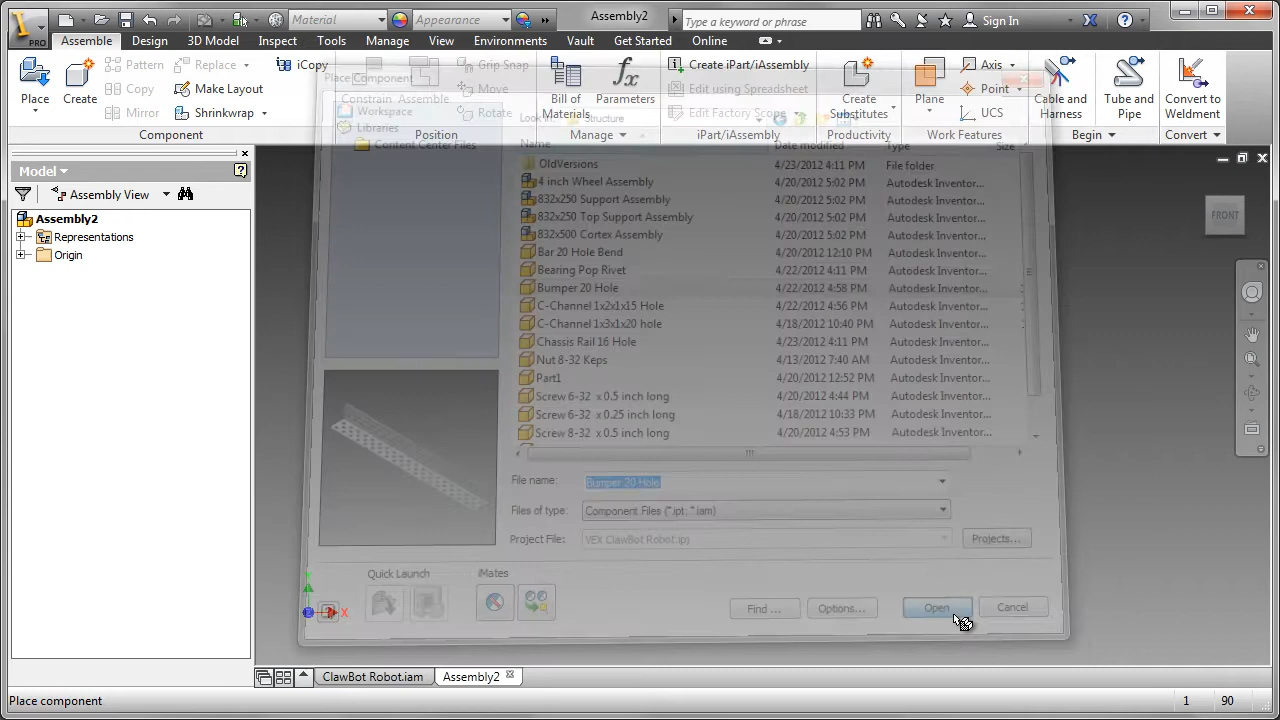 Material
Appearance
Assembly2
Type a keyword or phrase
Sign In
PRO
Assemble Design 3D Model Inspect Tools Manage View Environments Vault Get Started Online
Place
Create
Pattern
Copy
Mirror
Replace
Make Layout
Shrinkwrap
iCopy
Constrain
Assemble
Grip Snap
Move
Rotate
Bill of
Materials
Parameters
Create iPart/iAssembly
Edit using Spreadsheet
Edit Factory Scope
Create
Substitutes
Plane
Axis
Point
UCS
Cable and
Harness
Tube and
Pipe
Convert to
Weldment
Component Position Manage iPart/iAssembly Productivity Work Features Begin Convert
Place Component
Workspace
Libraries
Content Center Files
Look in:
Structure
Name Date modified Type Size
OldVersions 4/23/2012 4:11 PM File folder
4 inch Wheel Assembly 4/20/2012 5:02 PM Autodesk Inventor...
832x250 Support Assembly 4/20/2012 5:02 PM Autodesk Inventor...
832x250 Top Support Assembly 4/20/2012 5:02 PM Autodesk Inventor...
832x500 Cortex Assembly 4/20/2012 5:02 PM Autodesk Inventor...
Bar 20 Hole Bend 4/20/2012 12:10 PM Autodesk Inventor...
Bearing Pop Rivet 4/22/2012 4:11 PM Autodesk Inventor...
Bumper 20 Hole 4/22/2012 4:58 PM Autodesk Inventor...
C-Channel 1x2x1x15 Hole 4/22/2012 4:56 PM Autodesk Inventor...
C-Channel 1x3x1x20 hole 4/18/2012 10:40 PM Autodesk Inventor...
Chassis Rail 16 Hole 4/23/2012 4:11 PM Autodesk Inventor...
Nut 8-32 Keps 4/13/2012 7:40 AM Autodesk Inventor...
Part1 4/20/2012 12:52 PM Autodesk Inventor...
Screw 6-32 x 0.5 inch long 4/20/2012 4:44 PM Autodesk Inventor...
Screw 6-32 x 0.25 inch long 4/18/2012 10:33 PM Autodesk Inventor...
Screw 8-32 x 0.5 inch long 4/20/2012 4:53 PM Autodesk Inventor...
File name: Bumper 20 Hole
Files of type: Component Files (*.ipt; *.iam)
Project File: VEX ClawBot Robot.ipj Projects...
Quick Launch iMates
Find ... Options... Open Cancel
Model
Assembly View
Assembly2
Representations
Origin
FRONT
X
ClawBot Robot.iam
Assembly2
Place component
1 90